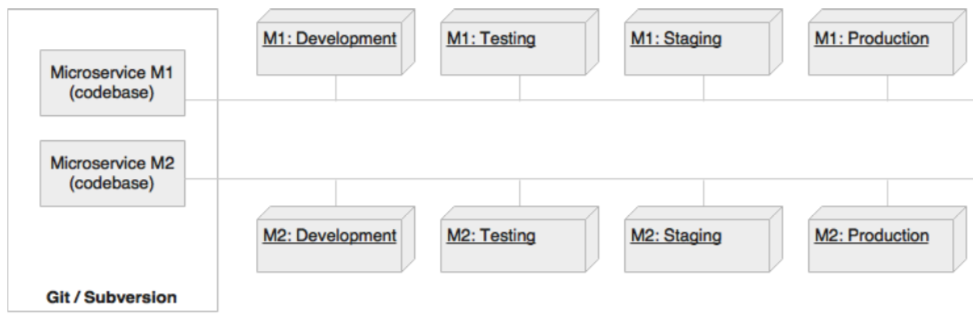 M1: Development
M1: Testing
M1: Staging
M1: Production
Microservice M1
(codebase)
Microservice M2
(codebase)
M2: Development
M2: Testing
M2: Staging
M2: Production
Git / Subversion